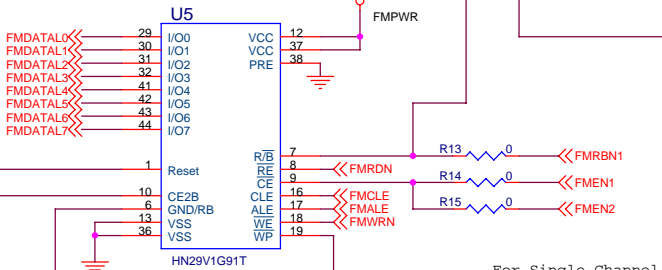 U5
FMPWR
FMDATAL0 29 I/O0 VCC 12
FMDATAL1 30 I/O1 VCC 37
FMDATAL2 31 I/O2 PRE 38
FMDATAL3 32 I/O3
FMDATAL4 41 I/O4
FMDATAL5 42 I/O5
FMDATAL6 43 I/O6
FMDATAL7 44 I/O7
R/B 7 R13 0 FMRBN1
1 Reset RE 8 FMRDN
CE 9 R14 0 FMEN1
10 CE2B CLE 16 FMCLE
6 GND/RB ALE 17 FMALE R15 0 FMEN2
13 VSS WE 18 FMWRN
36 VSS WP 19
HN29V1G91T
For Single Channel